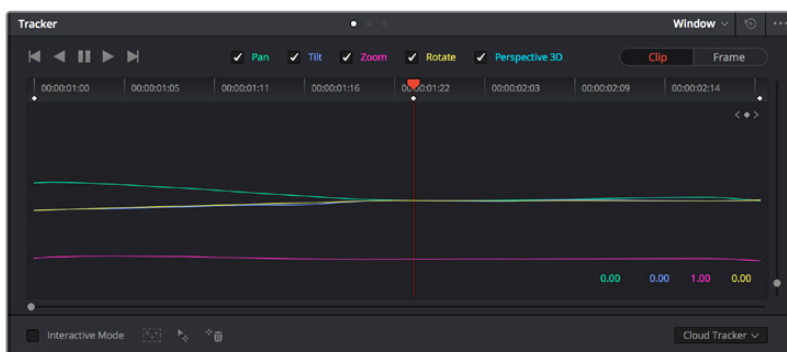 Tracker
Window
Pan Tilt Zoom Rotate Perspective 3D
Clip Frame
00:00:01:00 00:00:01:05 00:00:01:11 00:00:01:16 00:00:01:22 00:00:02:03 00:00:02:09 00:00:02:14
0.00 0.00 1.00 0.00
Interactive Mode
Cloud Tracker